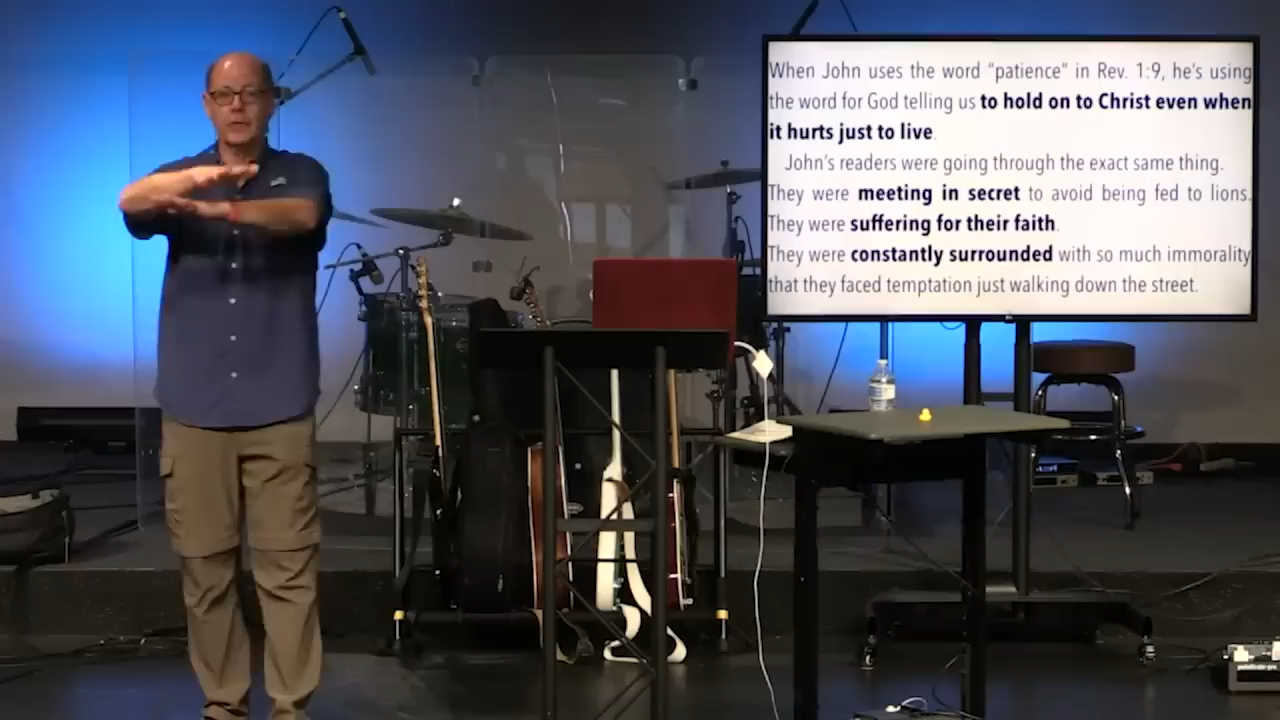 When John uses the word “patience” in Rev. 1:9, he’s using
the word for God telling us to hold on to Christ even when
it hurts just to live.
John’s readers were going through the exact same thing.
They were meeting in secret to avoid being fed to lions.
They were suffering for their faith.
They were constantly surrounded with so much immorality
that they faced temptation just walking down the street.